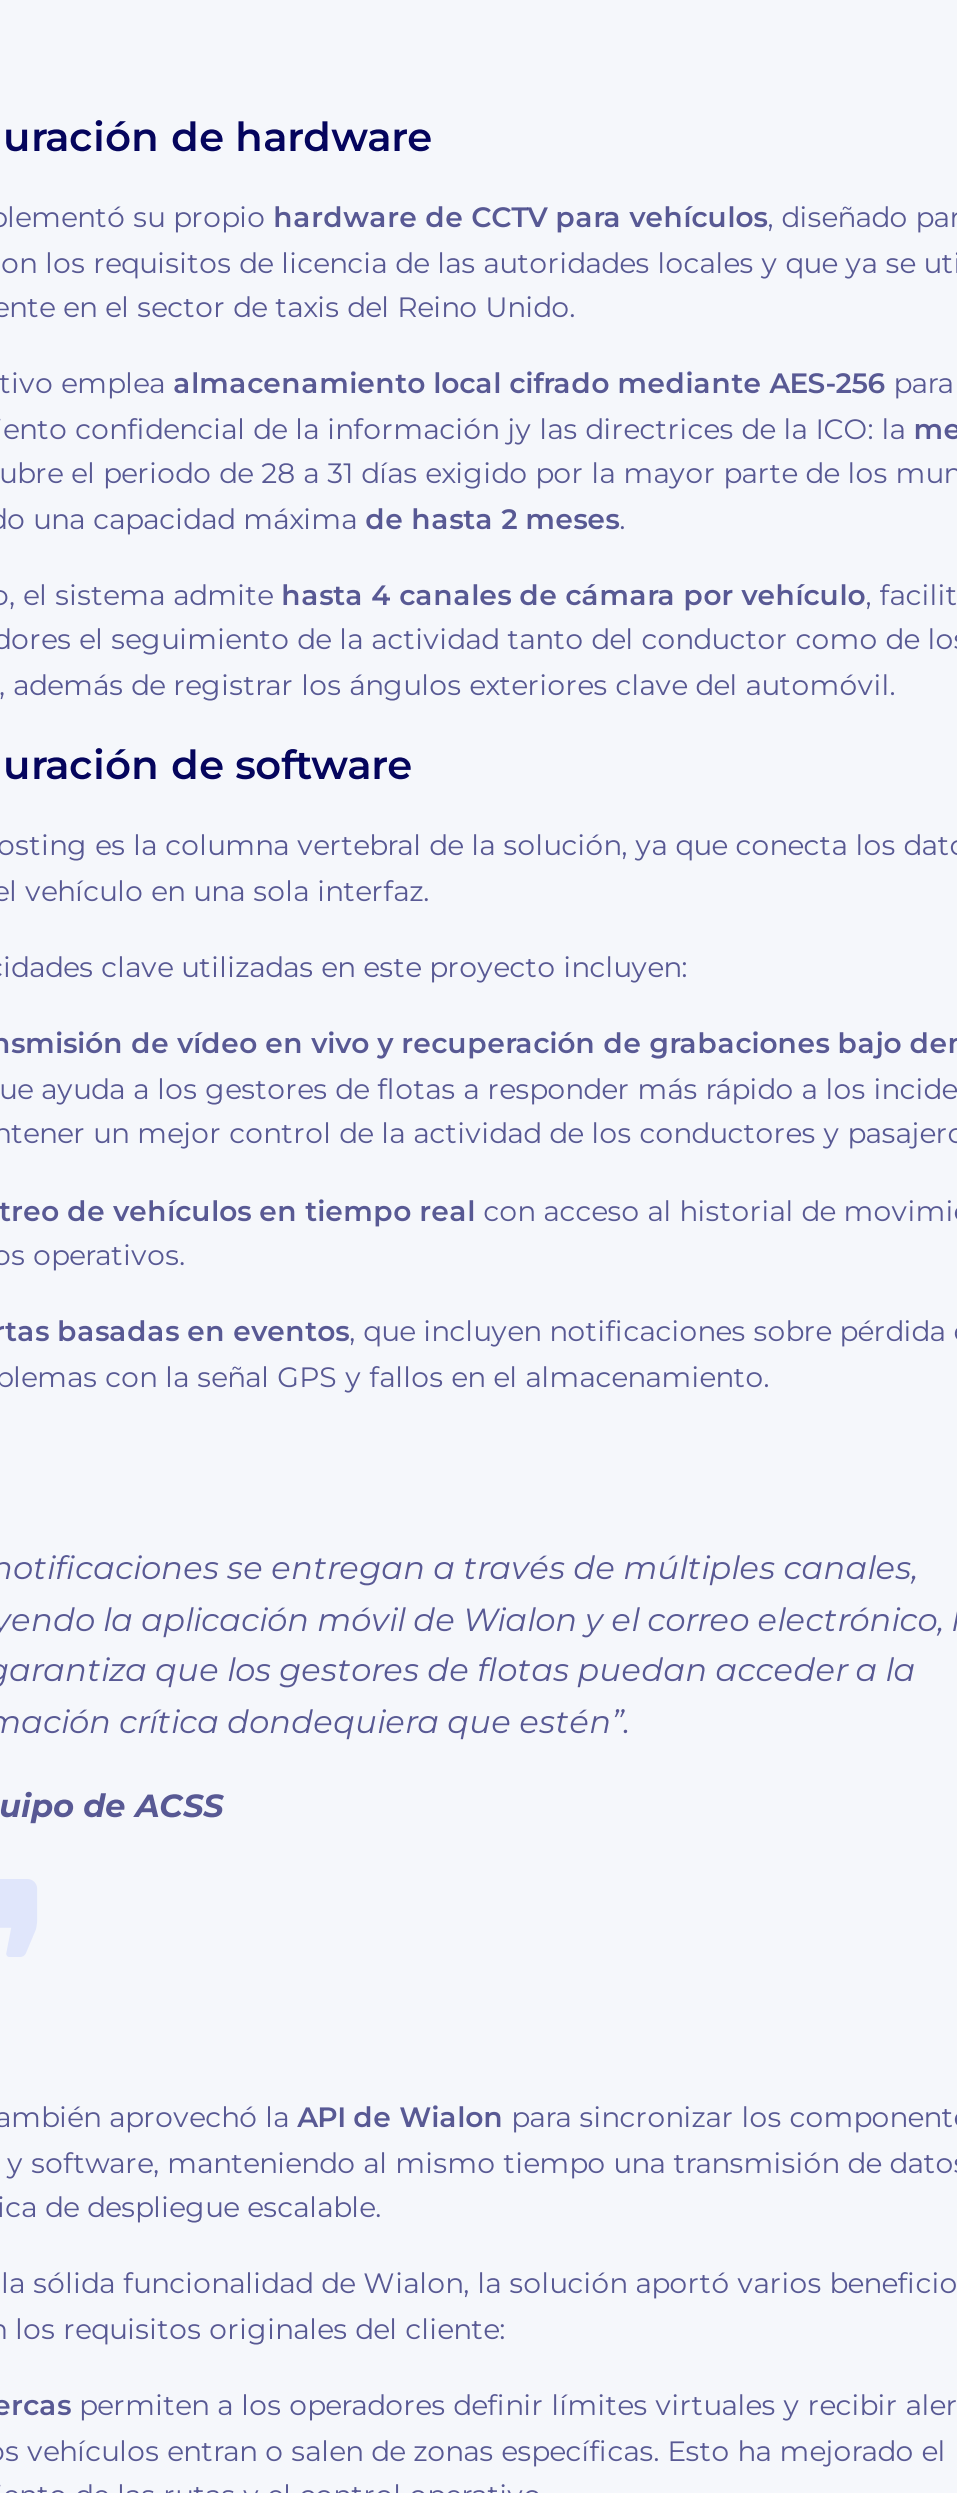 uración de hardware
plementó su propio hardware de CCTV para vehículos, diseñado par
on los requisitos de licencia de las autoridades locales y que ya se uti
ente en el sector de taxis del Reino Unido.
tivo emplea almacenamiento local cifrado mediante AES-256 para
iento confidencial de la información jy las directrices de la ICO: la me
ubre el periodo de 28 a 31 días exigido por la mayor parte de los mun
do una capacidad máxima de hasta 2 meses.
o, el sistema admite hasta 4 canales de cámara por vehículo, facilit
dores el seguimiento de la actividad tanto del conductor como de los
, además de registrar los ángulos exteriores clave del automóvil.
uración de software
osting es la columna vertebral de la solución, ya que conecta los dato
el vehículo en una sola interfaz.
cidades clave utilizadas en este proyecto incluyen:
nsmisión de vídeo en vivo y recuperación de grabaciones bajo den
ue ayuda a los gestores de flotas a responder más rápido a los incide
ntener un mejor control de la actividad de los conductores y pasajero
treo de vehículos en tiempo real con acceso al historial de movimie
os operativos.
rtas basadas en eventos, que incluyen notificaciones sobre pérdida
blemas con la señal GPS y fallos en el almacenamiento.
notificaciones se entregan a través de múltiples canales,
yendo la aplicación móvil de Wialon y el correo electrónico,
garantiza que los gestores de flotas puedan acceder a la
mación crítica dondequiera que estén”.
uipo de ACSS
ambién aprovechó la API de Wialon para sincronizar los componente
y software, manteniendo al mismo tiempo una transmisión de datos
ica de despliegue escalable.
la sólida funcionalidad de Wialon, la solución aportó varios beneficio
n los requisitos originales del cliente:
ercas permiten a los operadores definir límites virtuales y recibir aler
os vehículos entran o salen de zonas específicas. Esto ha mejorado el
iento de las rutas y el control operativo.